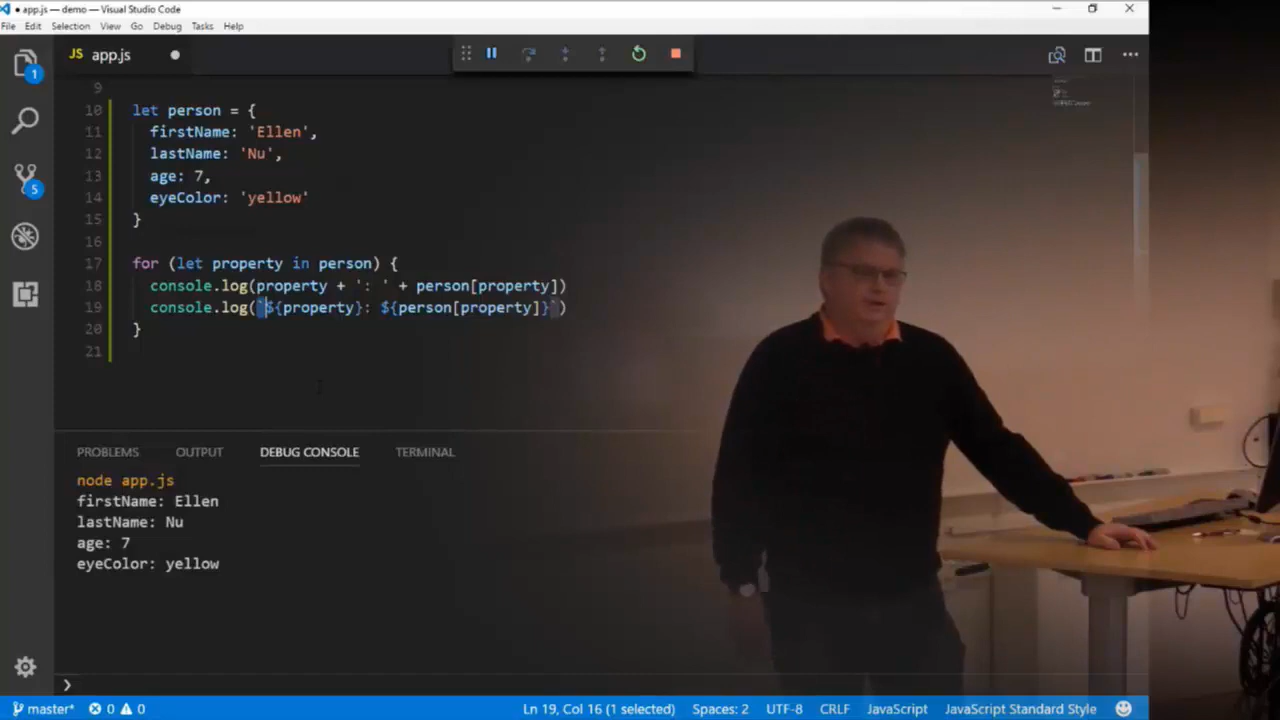 ● app.js — demo — Visual Studio Code
File Edit Selection View Go Debug Tasks Help
JS app.js
1
5
9
10 let person = {
11 firstName: 'Ellen',
12 lastName: 'Nu',
13 age: 7,
14 eyeColor: 'yellow'
15 }
16
17 for (let property in person) {
18 console.log(property + ': ' + person[property])
19 console.log(`${property}: ${person[property]}`)
20 }
21
PROBLEMS OUTPUT DEBUG CONSOLE TERMINAL
node app.js
firstName: Ellen
lastName: Nu
age: 7
eyeColor: yellow
master* 0 0 Ln 19, Col 16 (1 selected) Spaces: 2 UTF-8 CRLF JavaScript JavaScript Standard Style